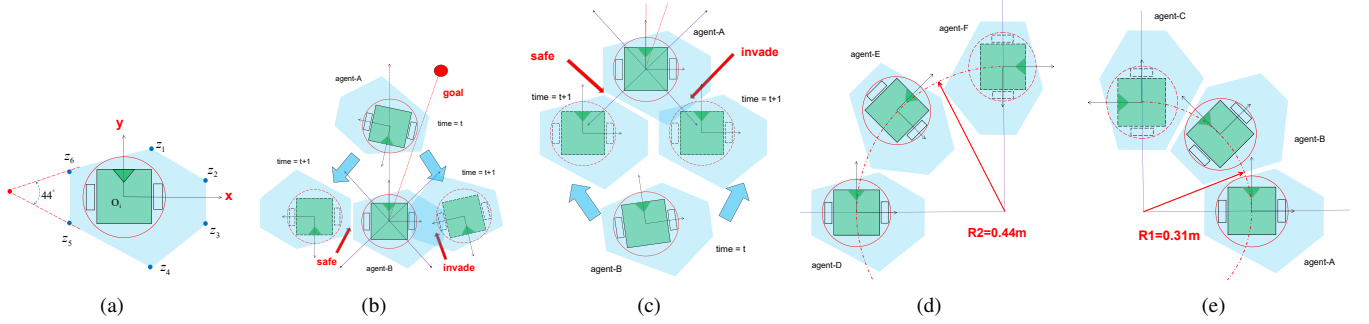 y
z1
z2
z6
44°
Oi
x
z5
z3
z4
(a)
agent-A
goal
time = t
time = t+1
time = t+1
safe
agent-B
invade
(b)
agent-A
safe
invade
time = t+1
time = t+1
time = t
agent-B
(c)
agent-F
agent-E
R2=0.44m
agent-D
(d)
agent-C
agent-B
R1=0.31m
agent-A
(e)